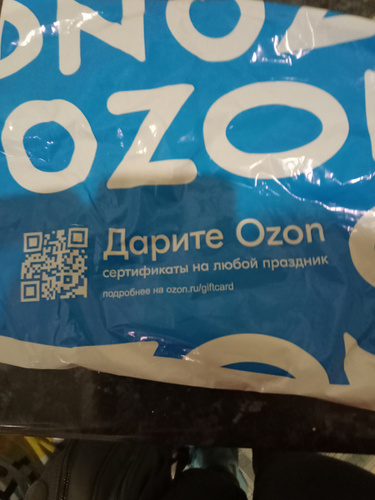 OZON
OZO
Дарите Ozon
сертификаты на любой праздник
подробнее на ozon.ru/giftcard